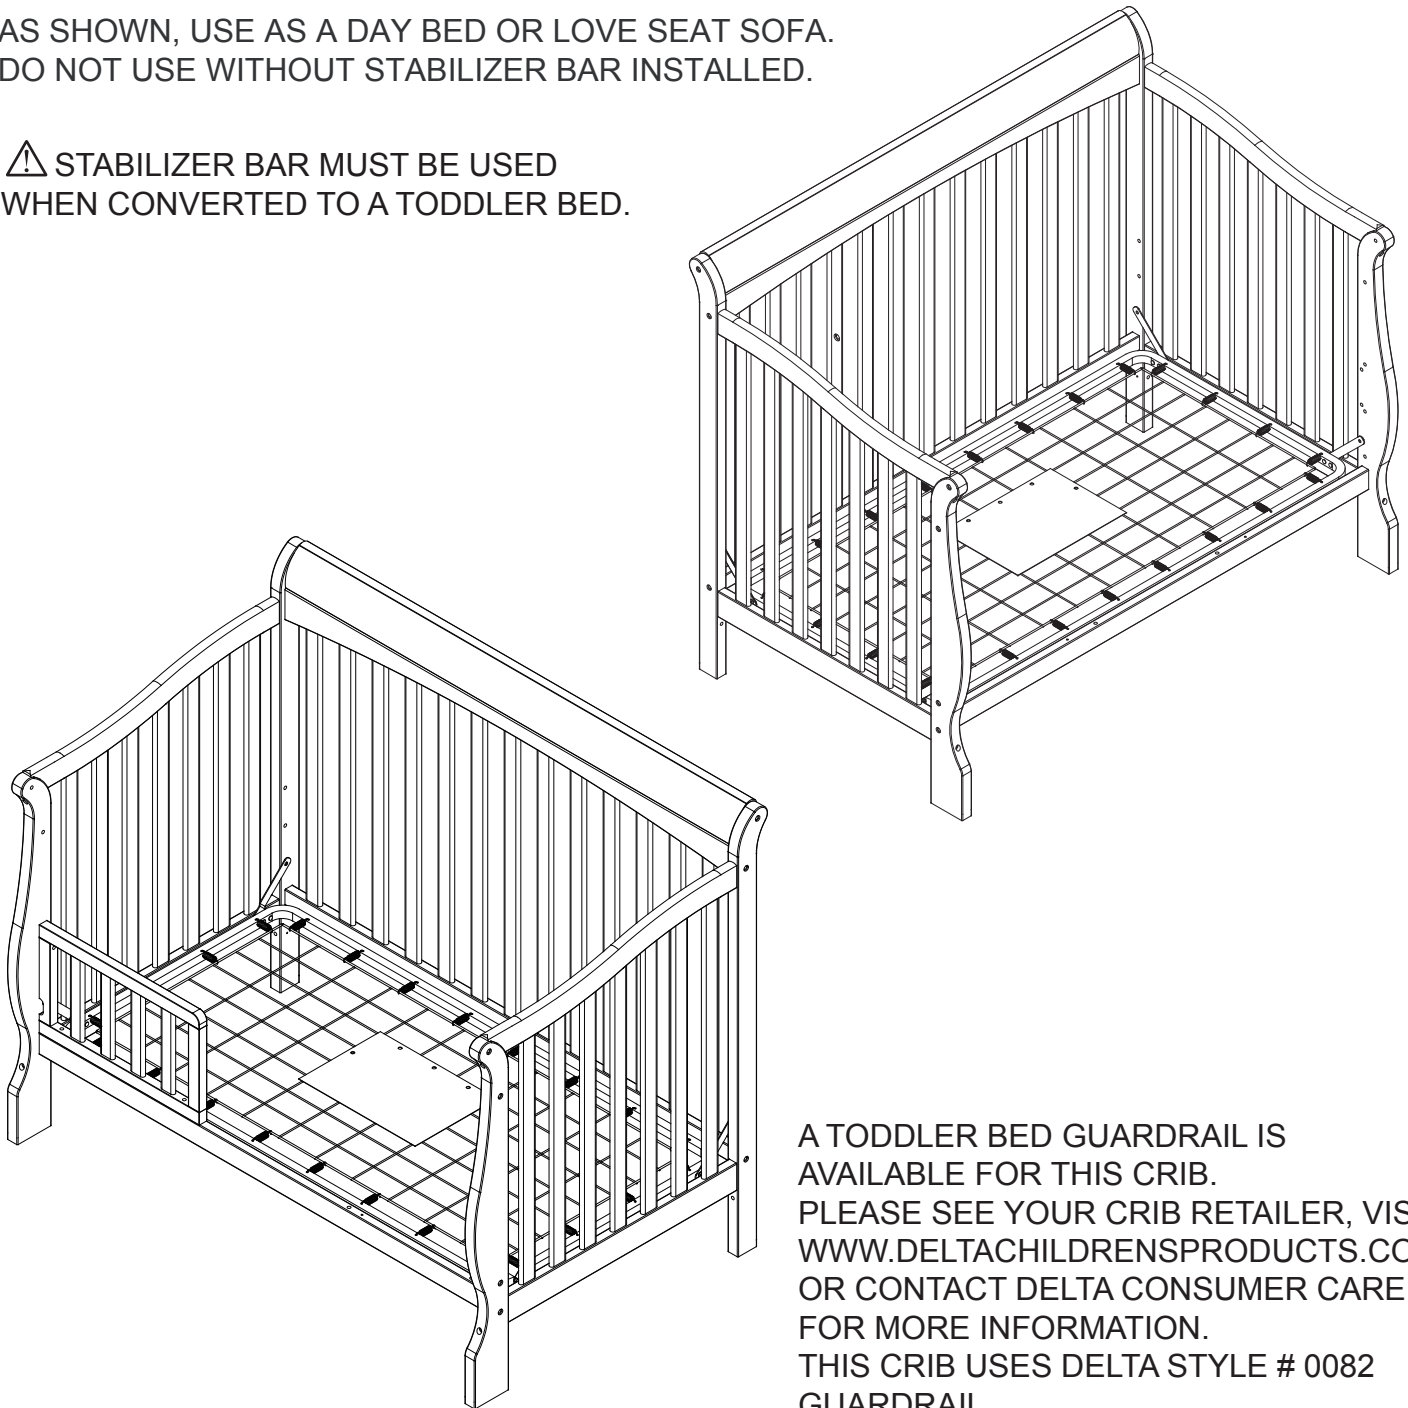 AS SHOWN, USE AS A DAY BED OR LOVE SEAT SOFA.
DO NOT USE WITHOUT STABILIZER BAR INSTALLED.
⚠ STABILIZER BAR MUST BE USED
WHEN CONVERTED TO A TODDLER BED.
A TODDLER BED GUARDRAIL IS
AVAILABLE FOR THIS CRIB.
PLEASE SEE YOUR CRIB RETAILER, VIS
WWW.DELTACHILDRENSPRODUCTS.CO
OR CONTACT DELTA CONSUMER CARE
FOR MORE INFORMATION.
THIS CRIB USES DELTA STYLE # 0082
GUARDRAIL